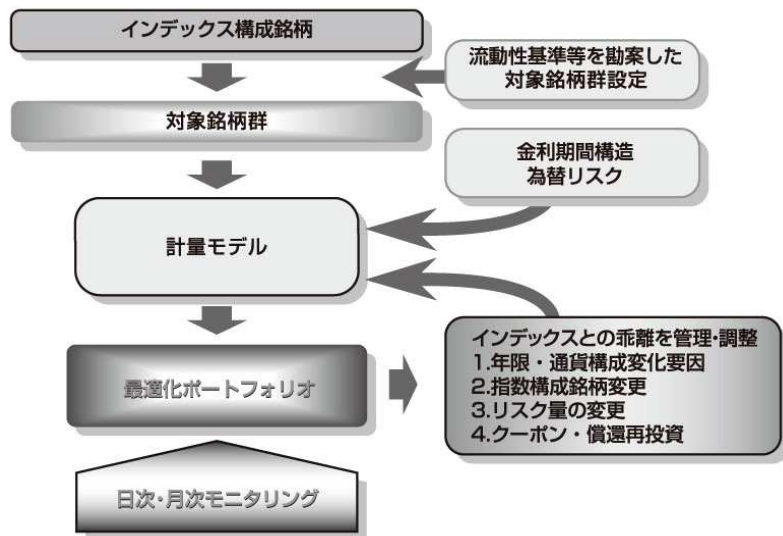 インデックス構成銘柄
流動性基準等を勘案した
対象銘柄群設定
対象銘柄群
金利期間構造
為替リスク
計量モデル
インデックスとの乖離を管理・調整
1.年限・通貨構成変化要因
2.指数構成銘柄変更
3.リスク量の変更
4.クーポン・償還再投資
最適化ポートフォリオ
日次・月次モニタリング